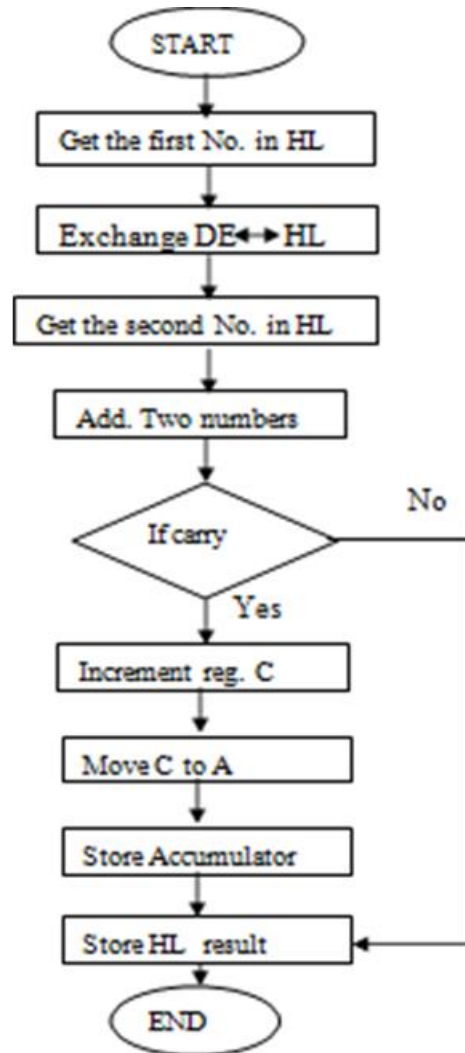 START
Get the first No. in HL
Exchange DE↔HL
Get the second No. in HL
Add. Two numbers
If carry
No
Yes
Increment reg. C
Move C to A
Store Accumulator
Store HL result
END